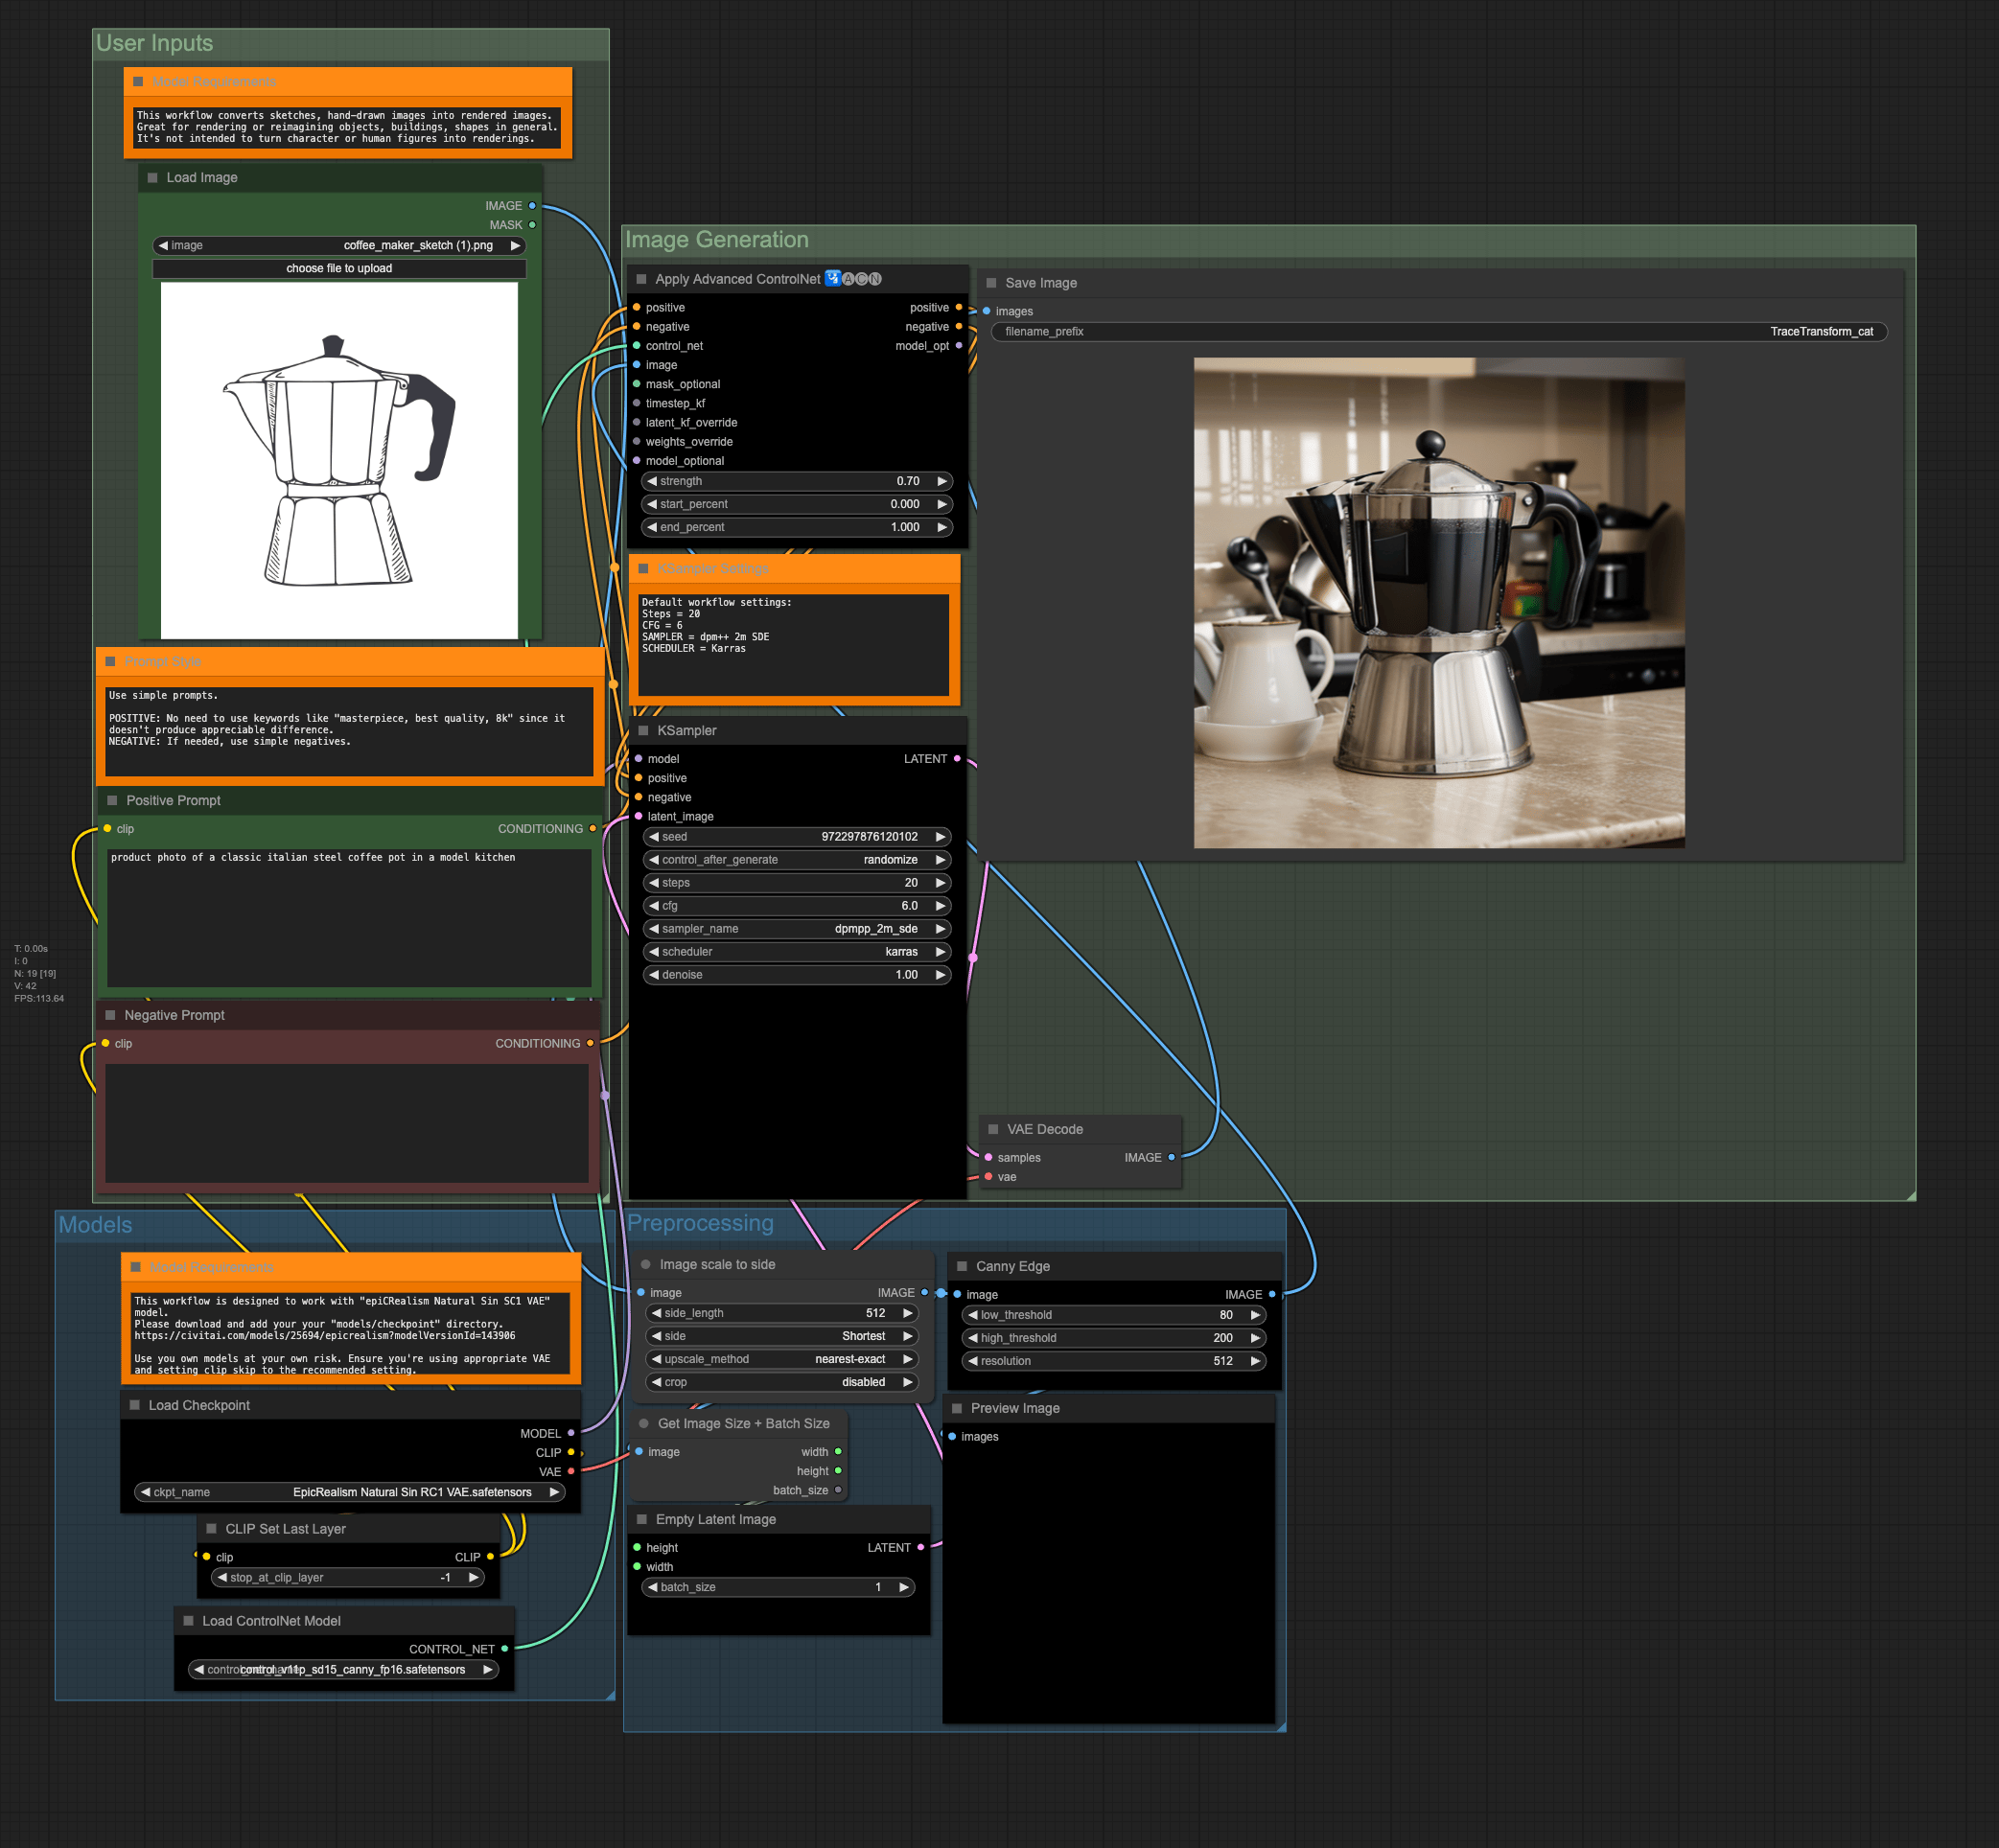 User Inputs
Model Requirements
This workflow converts sketches, hand-drawn images into rendered images.
Great for rendering or reimagining objects, buildings, shapes in general.
It's not intended to turn character or human figures into renderings.
Load Image
IMAGE
MASK
image coffee_maker_sketch (1).png
choose file to upload
Prompt Style
Use simple prompts.
POSITIVE: No need to use keywords like "masterpiece, best quality, 8k" since it
doesn't produce appreciable difference.
NEGATIVE: If needed, use simple negatives.
Positive Prompt
clip CONDITIONING
product photo of a classic italian steel coffee pot in a model kitchen
T: 0.00s
I: 0
N: 19 [19]
V: 42
FPS:113.64
Negative Prompt
clip CONDITIONING
Image Generation
Apply Advanced ControlNet 🛂🅐🅒🅝
positive positive
negative negative
control_net model_opt
image
mask_optional
timestep_kf
latent_kf_override
weights_override
model_optional
strength 0.70
start_percent 0.000
end_percent 1.000
KSampler Settings
Default workflow settings:
Steps = 20
CFG = 6
SAMPLER = dpm++ 2m SDE
SCHEDULER = Karras
KSampler
model LATENT
positive
negative
latent_image
seed 972297876120102
control_after_generate randomize
steps 20
cfg 6.0
sampler_name dpmpp_2m_sde
scheduler karras
denoise 1.00
Save Image
images
filename_prefix TraceTransform_cat
VAE Decode
samples IMAGE
vae
Models
Model Requirements
This workflow is designed to work with "epiCRealism Natural Sin SC1 VAE"
model.
Please download and add your your "models/checkpoint" directory.
https://civitai.com/models/25694/epicrealism?modelVersionId=143906
Use you own models at your own risk. Ensure you're using appropriate VAE
and setting clip skip to the recommended setting.
Load Checkpoint
MODEL
CLIP
VAE
ckpt_name EpicRealism Natural Sin RC1 VAE.safetensors
CLIP Set Last Layer
clip CLIP
stop_at_clip_layer -1
Load ControlNet Model
CONTROL_NET
control_v11p_sd15_canny_fp16.safetensors
Preprocessing
Image scale to side
image IMAGE
side_length 512
side Shortest
upscale_method nearest-exact
crop disabled
Get Image Size + Batch Size
image width
height
batch_size
Empty Latent Image
height LATENT
width
batch_size 1
Canny Edge
image IMAGE
low_threshold 80
high_threshold 200
resolution 512
Preview Image
images